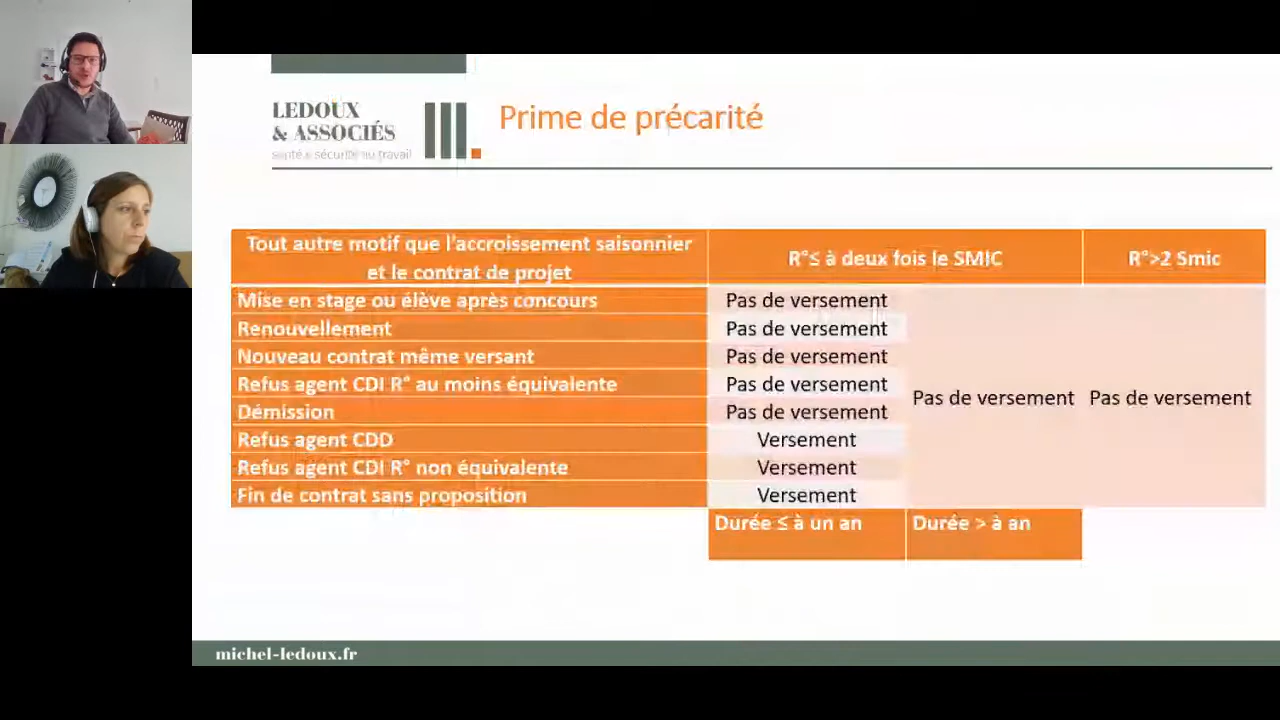 LEDOUX
& ASSOCIÉS
santé & sécurité au travail
Prime de précarité
Tout autre motif que l'accroissement saisonnier
et le contrat de projet
R°≤ à deux fois le SMIC
R°>2 Smic
Mise en stage ou élève après concours
Pas de versement
Renouvellement
Pas de versement
Nouveau contrat même versant
Pas de versement
Refus agent CDI R° au moins équivalente
Pas de versement
Pas de versement
Pas de versement
Démission
Pas de versement
Refus agent CDD
Versement
Refus agent CDI R° non équivalente
Versement
Fin de contrat sans proposition
Versement
Durée ≤ à un an
Durée > à an
michel-ledoux.fr